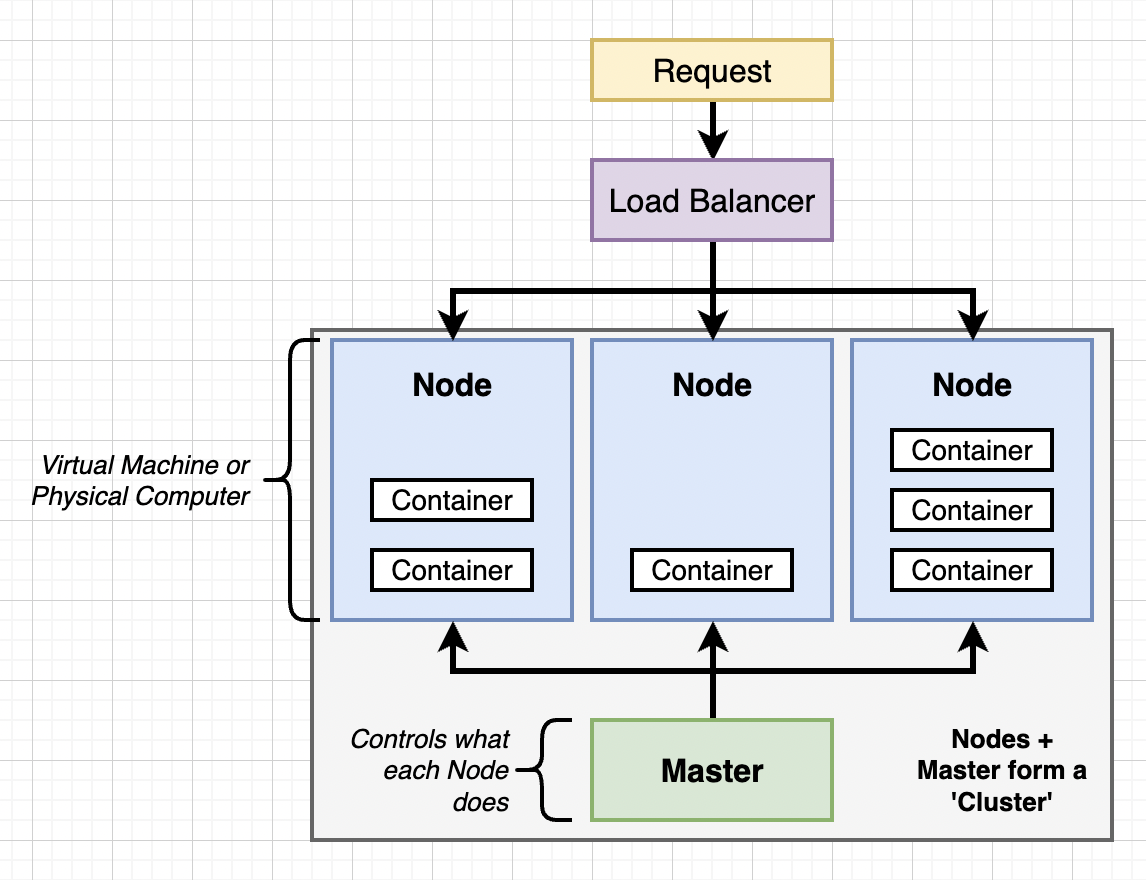 Request
Load Balancer
Node
Node
Node
Virtual Machine or
Physical Computer
Container
Container
Container
Container
Container
Container
Controls what
each Node
does
Master
Nodes +
Master form a
'Cluster'